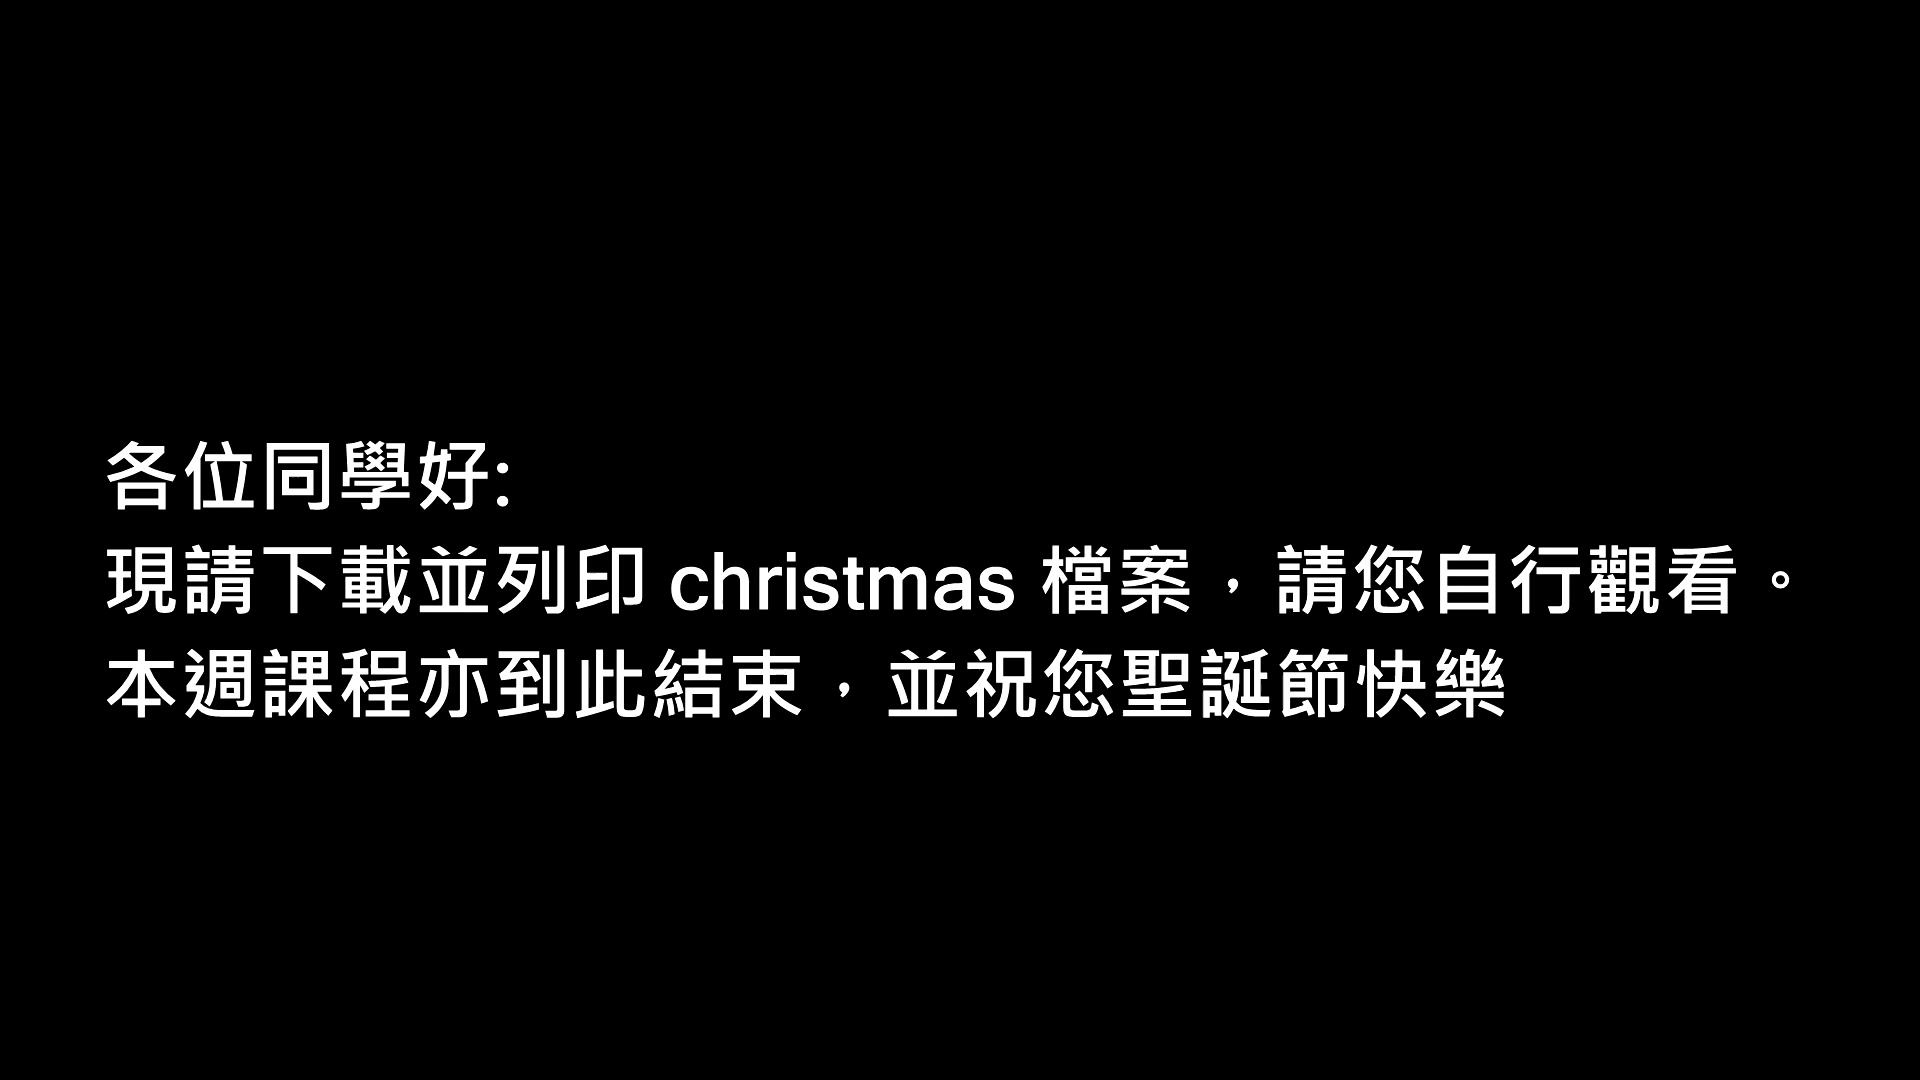 各位同學好:
現請下載並列印 christmas 檔案，請您自行觀看。
本週課程亦到此結束，並祝您聖誕節快樂